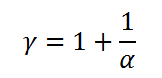 γ = 1 + 1/α